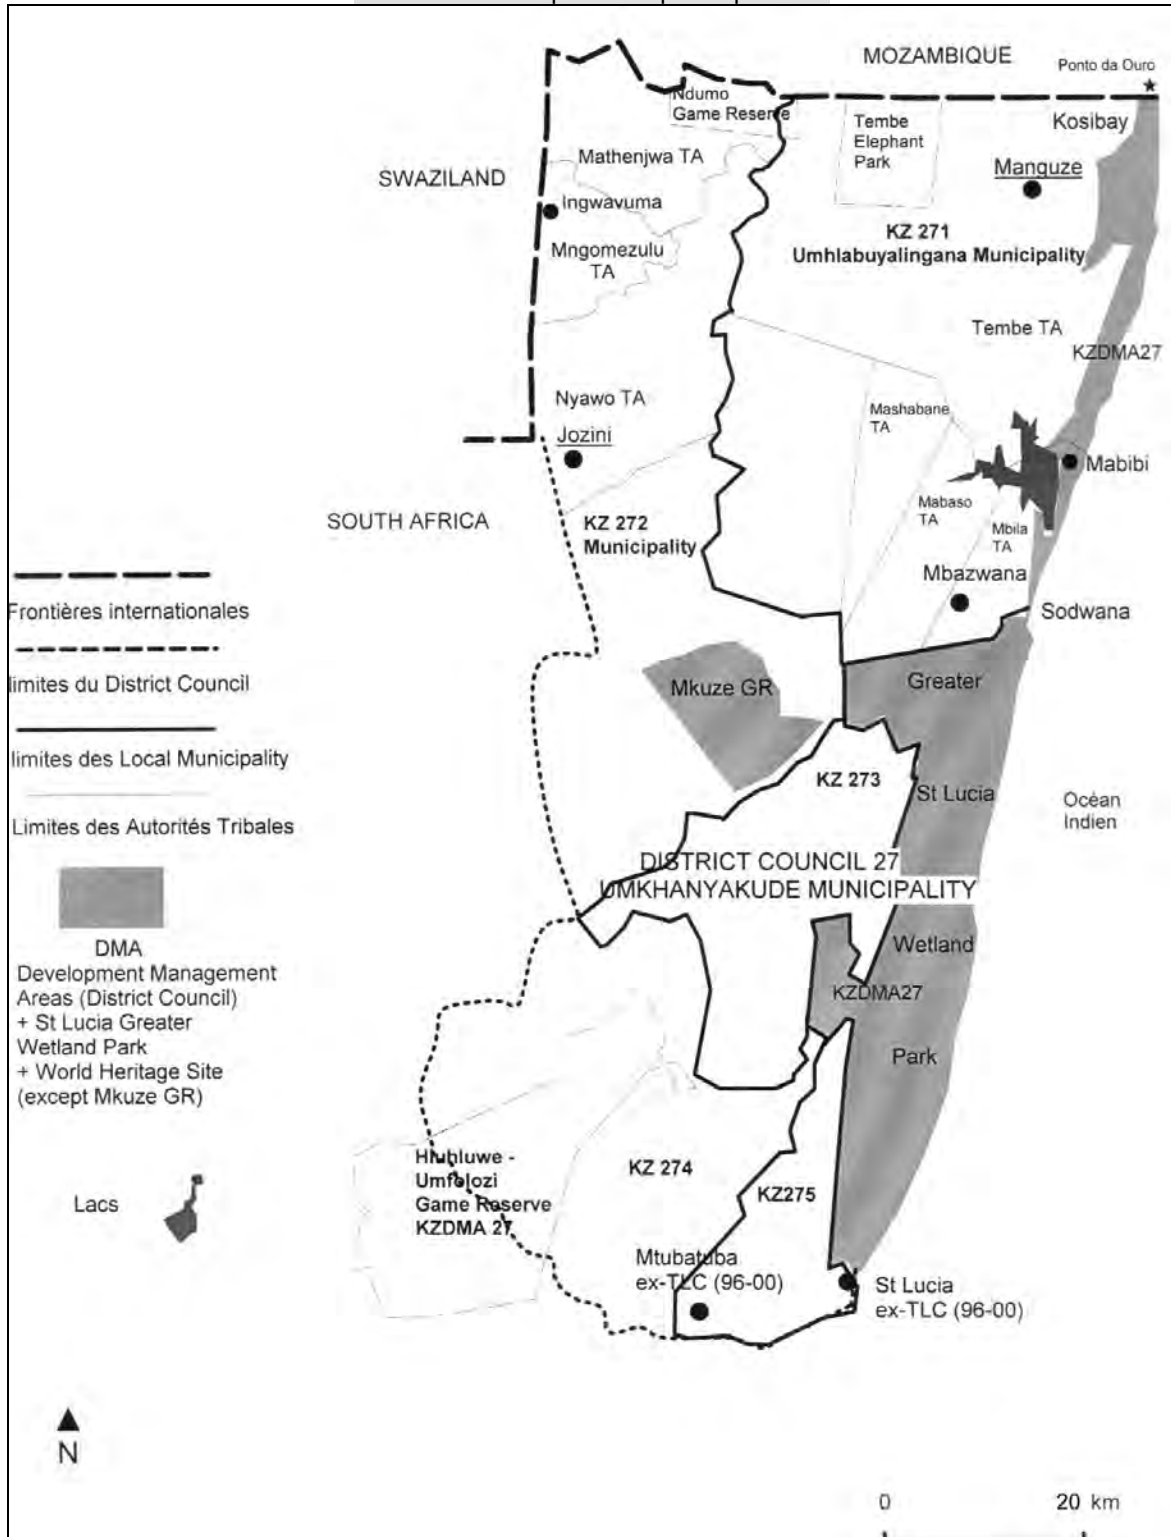 MOZAMBIQUE
Ponto da Ouro
Ndumo
Game Reserve
Tembe
Elephant
Park
Kosibay
Mathenjwa TA
SWAZILAND
Manguze
Ingwavuma
KZ 271
Umhlabuyalingana Municipality
Mngomezulu
TA
Tembe TA
KZDMA27
Nyawo TA
Mashabane
TA
Jozini
Mabibi
SOUTH AFRICA
KZ 272
Municipality
Mabaso
TA
Mbila
TA
Mbazwana
Sodwana
Frontières internationales
limites du District Council
limites des Local Municipality
Limites des Autorités Tribales
DMA
Development Management
Areas (District Council)
+ St Lucia Greater
Wetland Park
+ World Heritage Site
(except Mkuze GR)
Lacs
Mkuze GR
Greater
KZ 273
St Lucia
Océan
Indien
DISTRICT COUNCIL 27
UMKHANYAKUDE MUNICIPALITY
Wetland
KZDMA27
Park
Hluhluwe -
Umfolozi
Game Reserve
KZDMA 27
KZ 274
KZ275
Mtubatuba
ex-TLC (96-00)
St Lucia
ex-TLC (96-00)
N
0 20 km